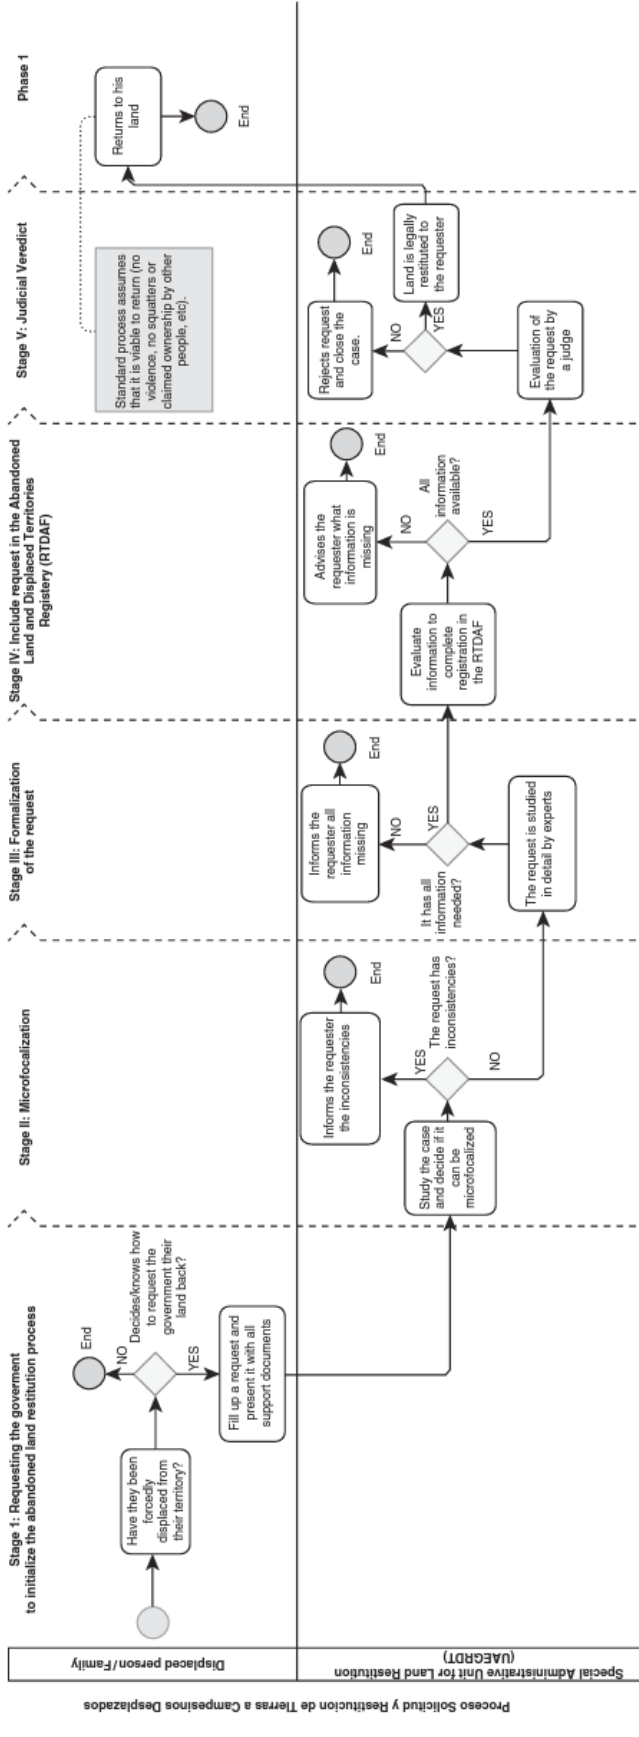 Proceso Solicitud y Restitucion de Tierras a Campesinos Desplazados
Displaced person/Family
Special Administrative Unit for Land Restitution
(UAEGRDT)
Stage 1: Requesting the goverment
to initialize the abandoned land restitution process
Have they been
forcedly
displaced from
their territory?
Decides/knows how
to request the
government their
land back?
NO
End
YES
Fill up a request and
present it with all
support documents
Stage II: Microfocalization
Study the case
and decide if it
can be
microfocalized
The request has
inconsistencies?
YES
Informs the requester
the inconsistencies
End
NO
Stage III: Formalization
of the request
The request is studied
in detail by experts
It has all
information
needed?
NO
Informs the
requester all
information
missing
End
YES
Stage IV: Include request in the Abandoned
Land and Displaced Territories
Registery (RTDAF)
Evaluate
information to
complete
registration in
the RTDAF
All
information
available?
NO
Advises the
requester what
information is
missing
End
YES
Stage V: Judicial Veredict
Evaluation of
the request by
a judge
NO
Rejects request
and close the
case.
End
YES
Land is legally
restituted to
the requester
Standard process assumes
that it is viable to return (no
violence, no squatters or
claimed ownership by other
people, etc).
Phase 1
Returns to his
land
End